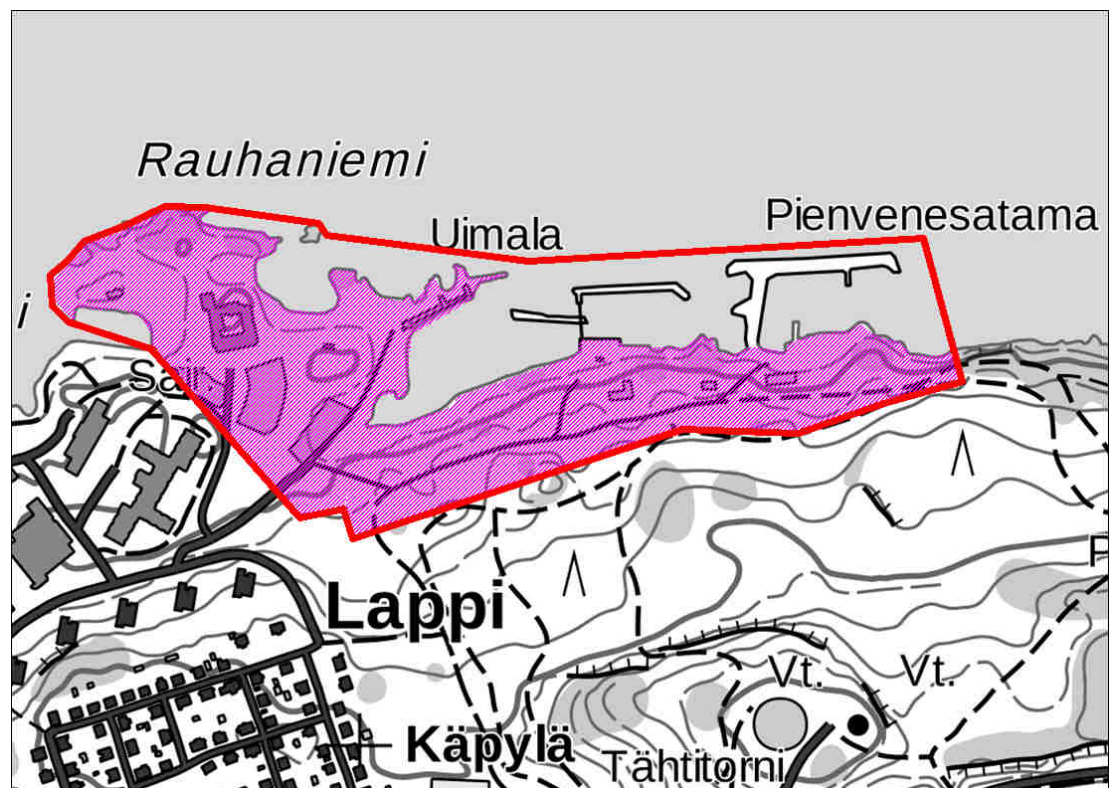 Rauhaniemi
Pienvenesatama
Uimala
i
Lappi
Vt.
Vt.
Käpylä
Tähtitorni